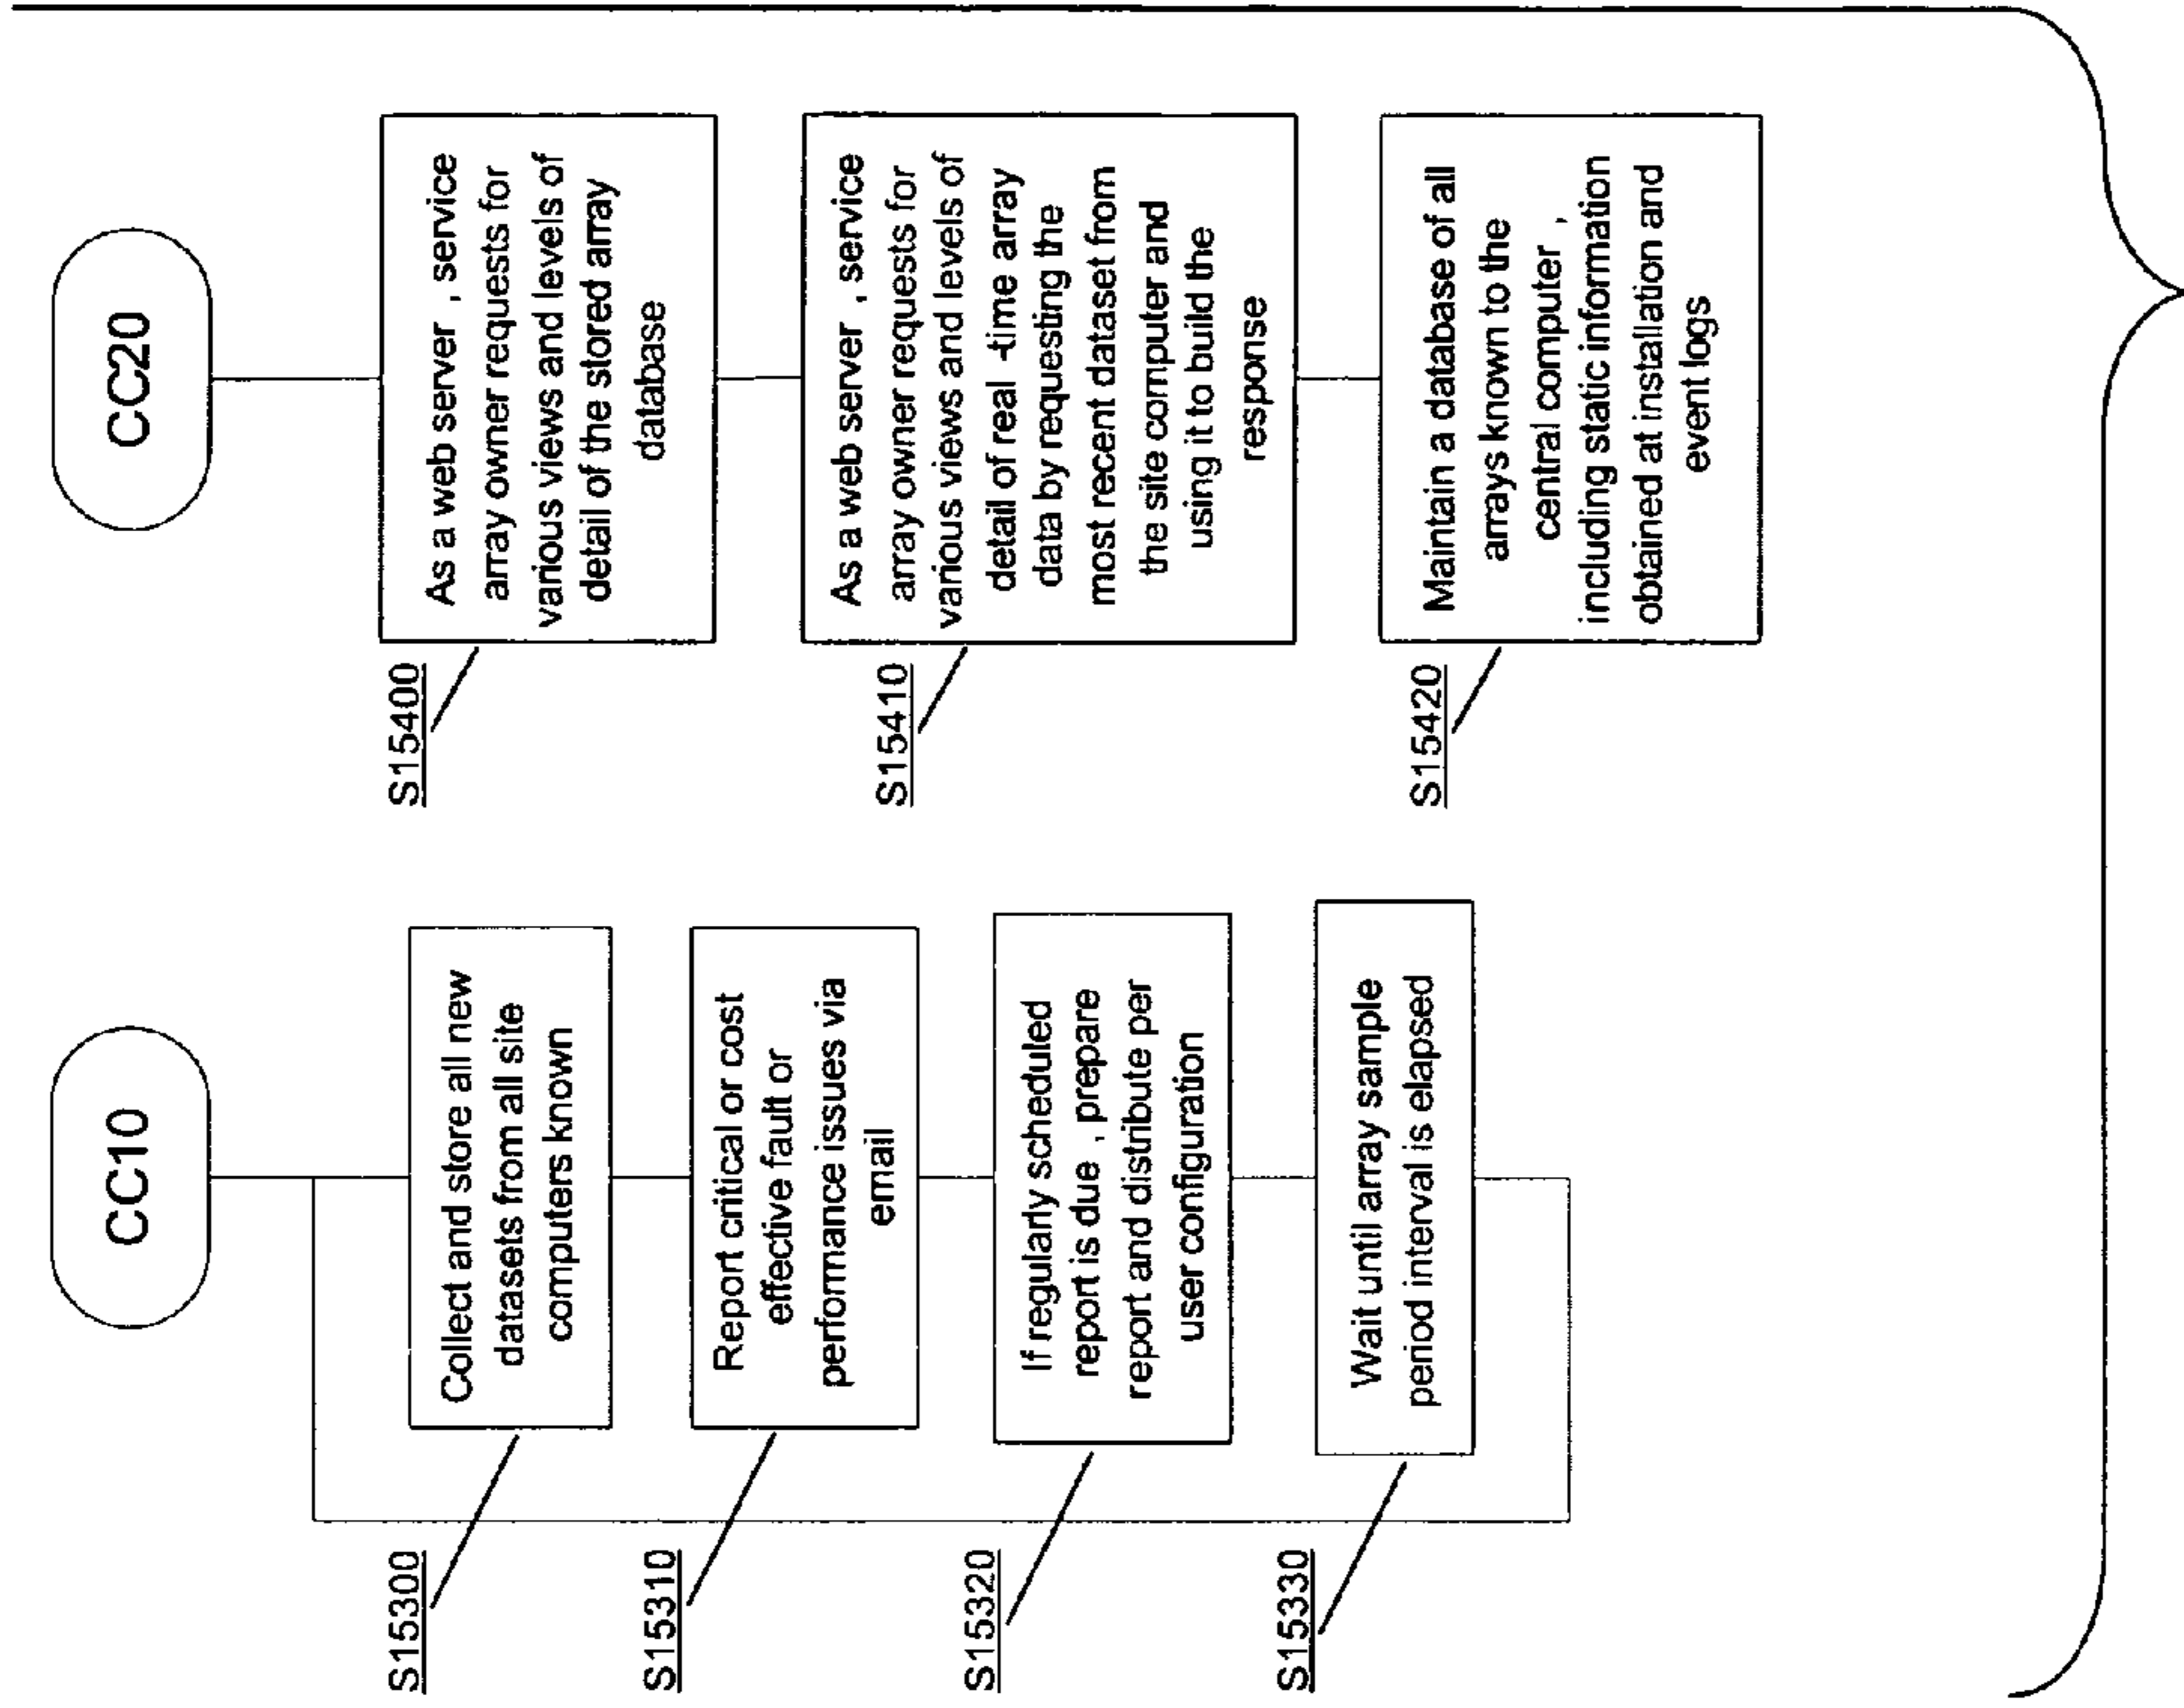 CC10
S15300
Collect and store all new
datasets from all site
computers known
S15310
Report critical or cost
effective fault or
performance issues via
email
S15320
If regularly scheduled
report is due , prepare
report and distribute per
user configuration
S15330
Wait until array sample
period interval is elapsed
CC20
S15400
As a web server , service
array owner requests for
various views and levels of
detail of the stored array
database
S15410
As a web server , service
array owner requests for
various views and levels of
detail of real -time array
data by requesting the
most recent dataset from
the site computer and
using it to build the
response
S15420
Maintain a database of all
arrays known to the
central computer ,
including static information
obtained at installation and
event logs